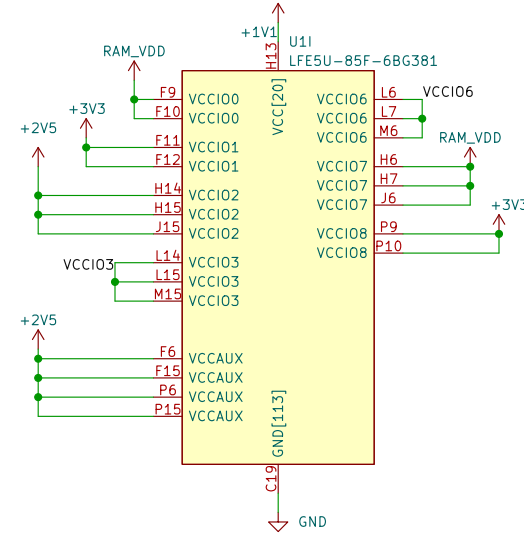 +1V1
U1I
LFE5U-85F-6BG381
H13
VCC[20]
RAM_VDD
F9 VCCIO0
F10 VCCIO0
+3V3
F11 VCCIO1
F12 VCCIO1
+2V5
H14 VCCIO2
H15 VCCIO2
J15 VCCIO2
VCCIO3
L14 VCCIO3
L15 VCCIO3
M15 VCCIO3
+2V5
F6 VCCAUX
F15 VCCAUX
P6 VCCAUX
P15 VCCAUX
VCCIO6 L6
VCCIO6
VCCIO6 L7
VCCIO6 M6
RAM_VDD
VCCIO7 H6
VCCIO7 H7
VCCIO7 J6
+3V3
VCCIO8 P9
VCCIO8 P10
GND[113]
C19
GND